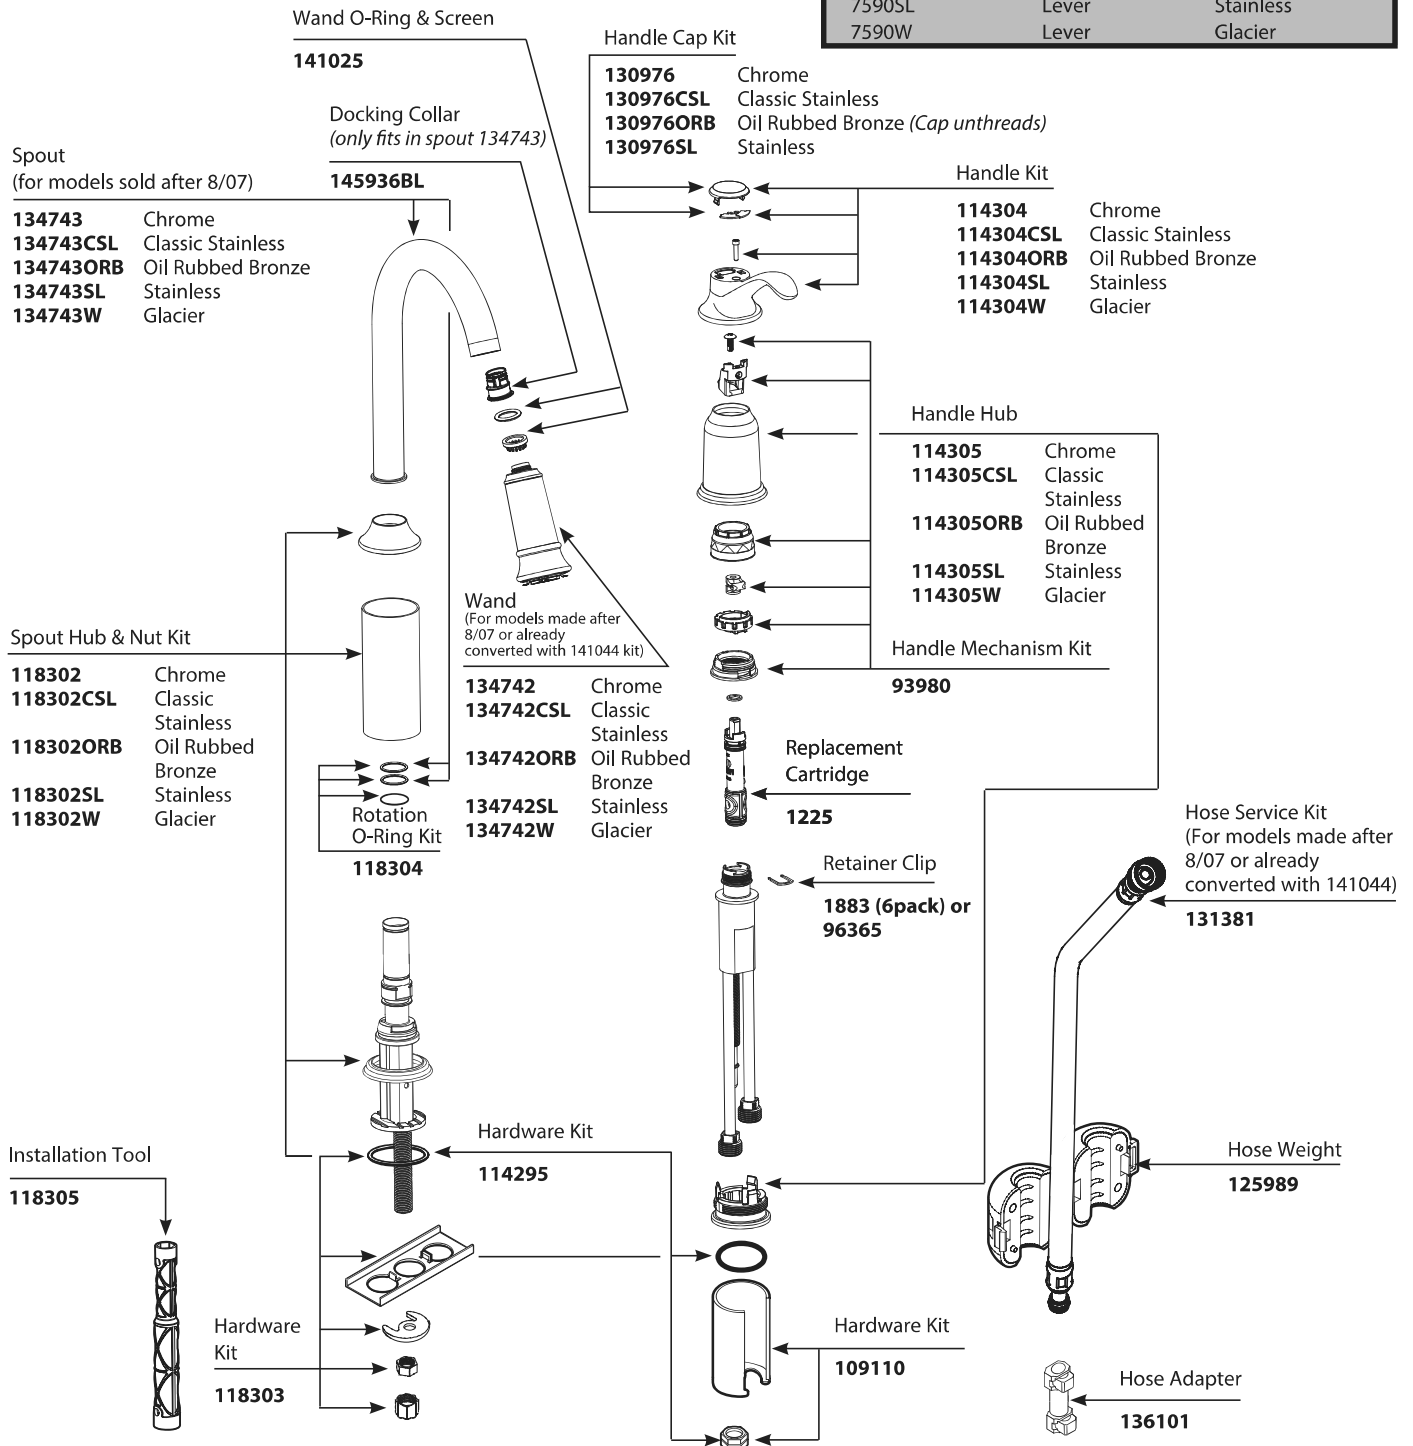 7590SL Lever Stainless
7590W Lever Glacier
Wand O-Ring & Screen
141025
Handle Cap Kit
130976 Chrome
130976CSL Classic Stainless
130976ORB Oil Rubbed Bronze (Cap unthreads)
130976SL Stainless
Docking Collar
(only fits in spout 134743)
145936BL
Spout
(for models sold after 8/07)
134743 Chrome
134743CSL Classic Stainless
134743ORB Oil Rubbed Bronze
134743SL Stainless
134743W Glacier
Handle Kit
114304 Chrome
114304CSL Classic Stainless
114304ORB Oil Rubbed Bronze
114304SL Stainless
114304W Glacier
Handle Hub
114305 Chrome
114305CSL Classic
Stainless
114305ORB Oil Rubbed
Bronze
114305SL Stainless
114305W Glacier
Handle Mechanism Kit
93980
Spout Hub & Nut Kit
118302 Chrome
118302CSL Classic
Stainless
118302ORB Oil Rubbed
Bronze
118302SL Stainless
118302W Glacier
Wand
(For models made after
8/07 or already
converted with 141044 kit)
134742 Chrome
134742CSL Classic
Stainless
134742ORB Oil Rubbed
Bronze
134742SL Stainless
134742W Glacier
Rotation
O-Ring Kit
118304
Replacement
Cartridge
1225
Retainer Clip
1883 (6pack) or
96365
Hose Service Kit
(For models made after
8/07 or already
converted with 141044)
131381
Hardware Kit
114295
Installation Tool
118305
Hose Weight
125989
Hardware
Kit
118303
Hardware Kit
109110
Hose Adapter
136101